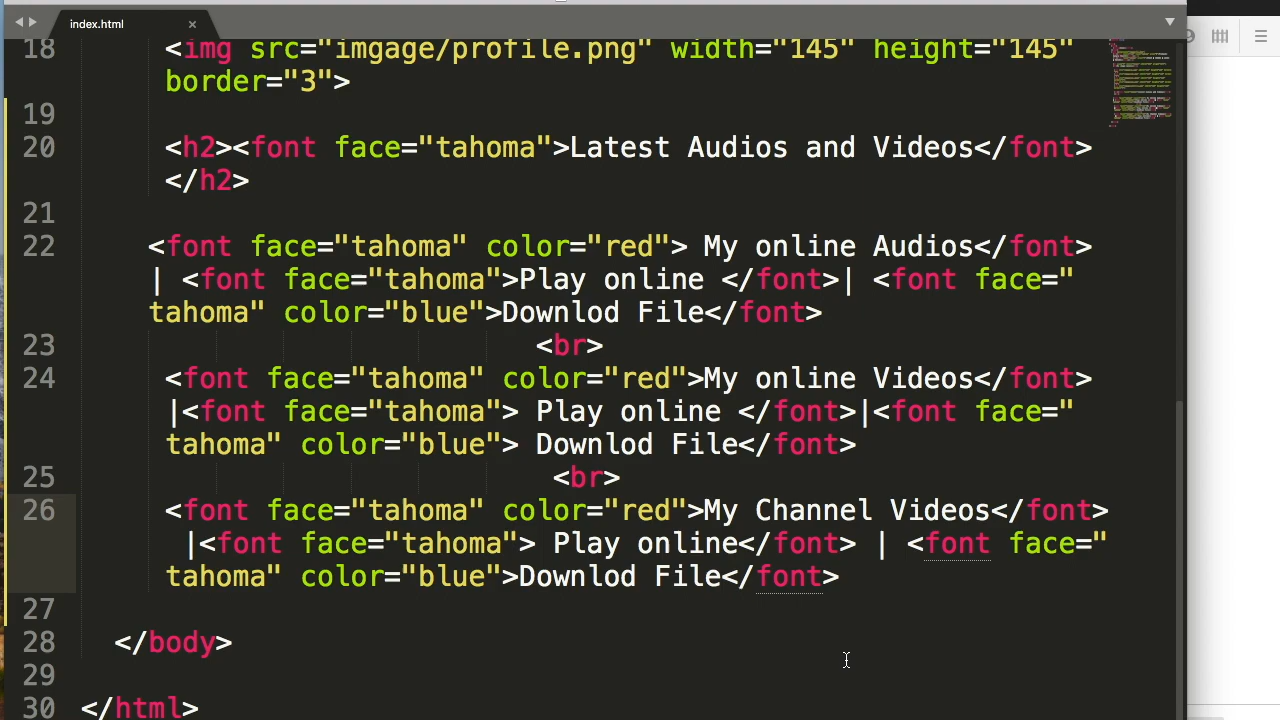 index.html
18 <img src="imgage/profile.png" width="145" height="145"
border="3">
19
20 <h2><font face="tahoma">Latest Audios and Videos</font>
</h2>
21
22 <font face="tahoma" color="red"> My online Audios</font>
| <font face="tahoma">Play online </font>| <font face="
tahoma" color="blue">Downlod File</font>
23 <br>
24 <font face="tahoma" color="red">My online Videos</font>
|<font face="tahoma"> Play online </font>|<font face="
tahoma" color="blue"> Downlod File</font>
25 <br>
26 <font face="tahoma" color="red">My Channel Videos</font>
|<font face="tahoma"> Play online</font> | <font face="
tahoma" color="blue">Downlod File</font>
27
28 </body>
29
30 </html>